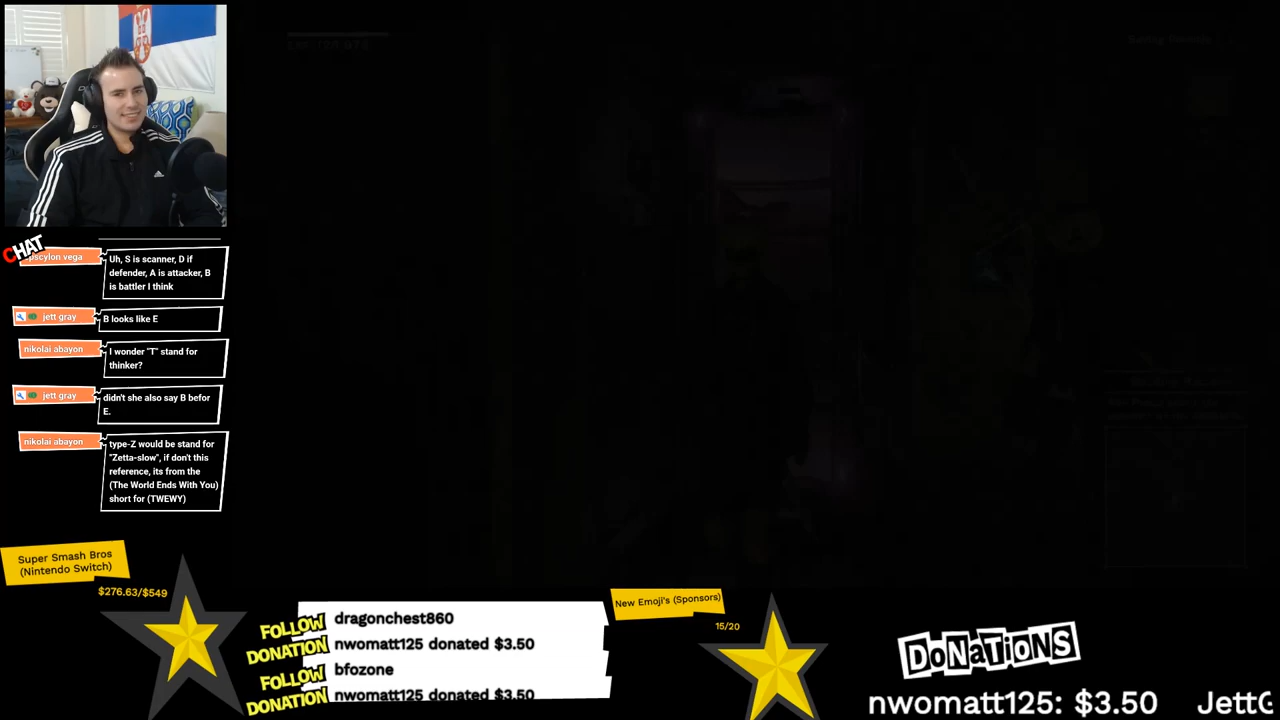 CHAT
pscylon vega
Uh, S is scanner, D if
defender, A is attacker, B
is battler I think
jett gray
B looks like E
nikolai abayon
I wonder "T" stand for
thinker?
jett gray
didn't she also say B befor
E.
nikolai abayon
type-Z would be stand for
"Zetta-slow", if don't this
reference, its from the
(The World Ends With You)
short for (TWEWY)
Super Smash Bros
(Nintendo Switch)
$276.63/$549
FOLLOW dragonchest860
DONATION nwomatt125 donated $3.50
FOLLOW bfozone
DONATION nwomatt125 donated $3.50
New Emoji's (Sponsors)
15/20
DONATIONS
nwomatt125: $3.50 JettG